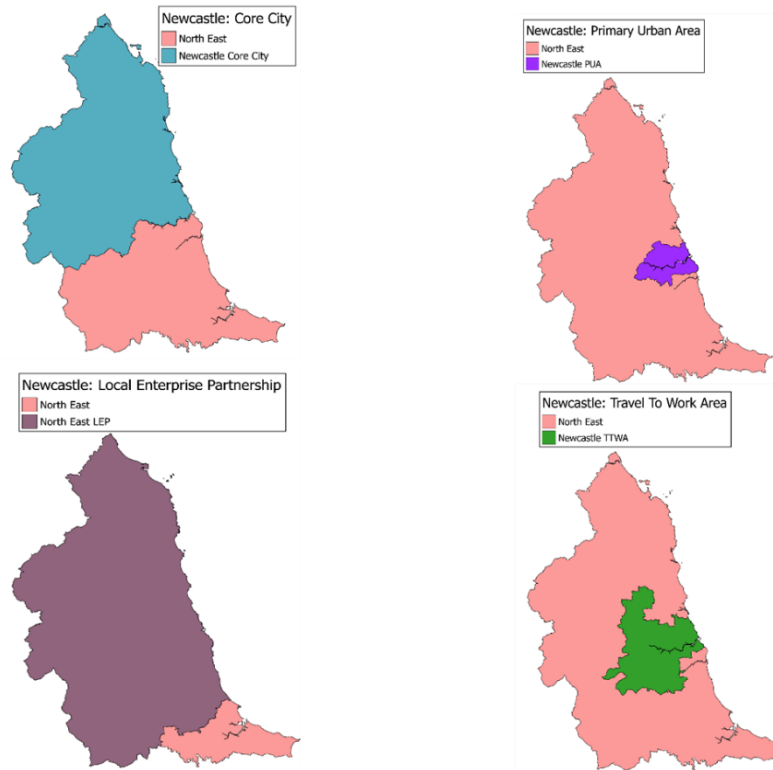 Newcastle: Core City
North East
Newcastle Core City
Newcastle: Primary Urban Area
North East
Newcastle PUA
Newcastle: Local Enterprise Partnership
North East
North East LEP
Newcastle: Travel To Work Area
North East
Newcastle TTWA